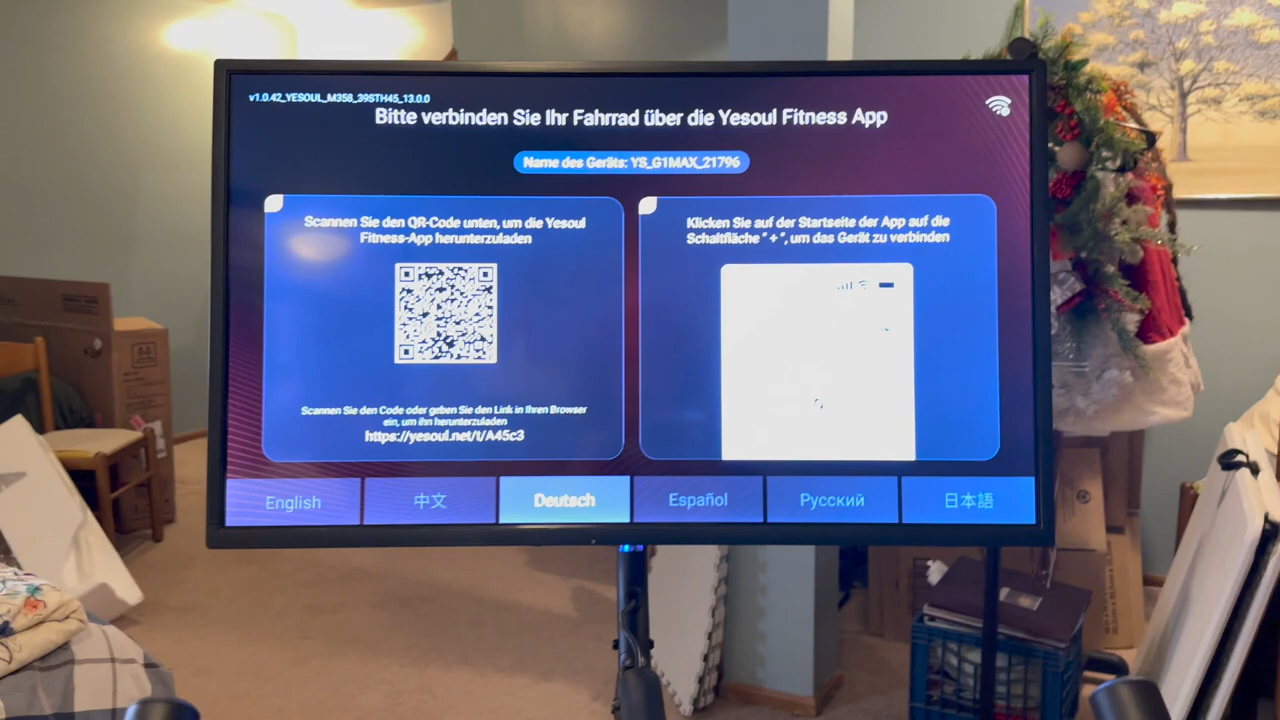 v1.0.42_YESOUL_M358_39STH45_13.0.0
Bitte verbinden Sie Ihr Fahrrad über die Yesoul Fitness App
Name des Geräts: YS_G1MAX_21796
Scannen Sie den QR-Code unten, um die Yesoul
Fitness-App herunterzuladen
Scannen Sie den Code oder geben Sie den Link in Ihren Browser
ein, um ihn herunterzuladen
https://yesoul.net/t/A45c3
Klicken Sie auf der Startseite der App auf die
Schaltfläche " + ", um das Gerät zu verbinden
English
中文
Deutsch
Español
Русский
日本語